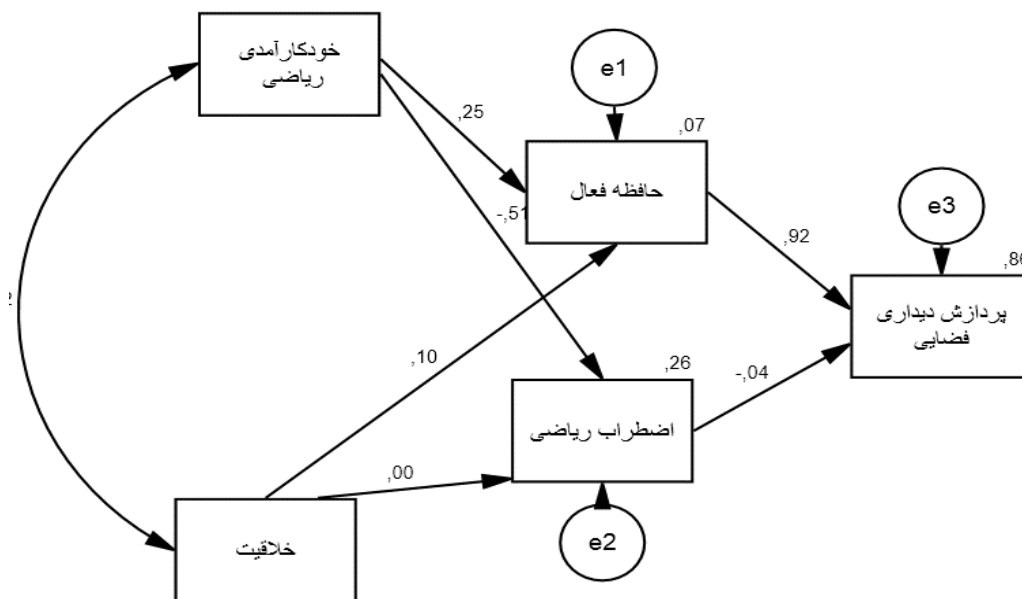 خودکارآمدی
ریاضی
e1
,25
,07
حافظه فعال
-,51
e3
,92
,86
پردازش دیداری
فضایی
,10
,26
-,04
اضطراب ریاضی
,00
خلاقیت
e2